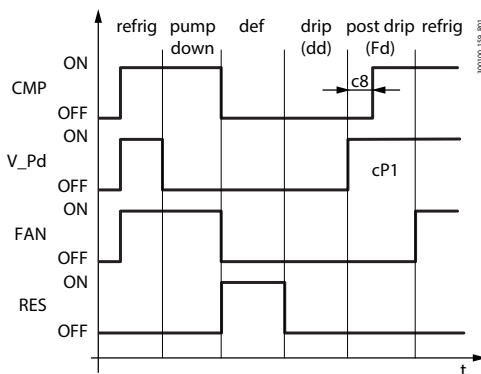 refrig pump down def drip (dd) post drip (Fd) refrig
ON
CMP
OFF
c8
ON
V_Pd
OFF
cP1
ON
FAN
OFF
ON
RES
OFF
t